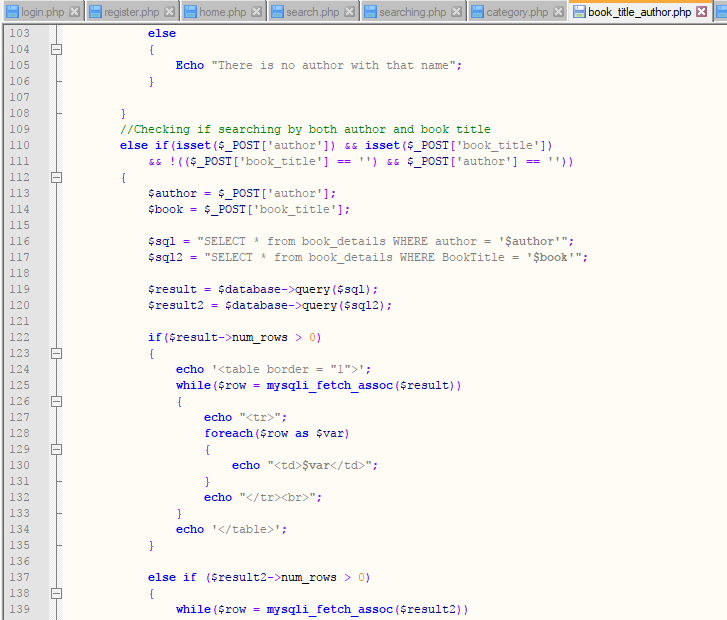 login.php register.php home.php search.php searching.php category.php book_title_author.php
103 else
104 {
105 Echo "There is no author with that name";
106 }
107
108 }
109 //Checking if searching by both author and book title
110 else if(isset($_POST['author']) && isset($_POST['book_title'])
111 && !(($_POST['book_title'] == '') && $_POST['author'] == ''))
112 {
113 $author = $_POST['author'];
114 $book = $_POST['book_title'];
115
116 $sql = "SELECT * from book_details WHERE author = '$author'";
117 $sql2 = "SELECT * from book_details WHERE BookTitle = '$book'";
118
119 $result = $database->query($sql);
120 $result2 = $database->query($sql2);
121
122 if($result->num_rows > 0)
123 {
124 echo '<table border = "1">';
125 while($row = mysqli_fetch_assoc($result))
126 {
127 echo "<tr>";
128 foreach($row as $var)
129 {
130 echo "<td>$var</td>";
131 }
132 echo "</tr><br>";
133 }
134 echo '</table>';
135 }
136
137 else if ($result2->num_rows > 0)
138 {
139 while($row = mysqli_fetch_assoc($result2))